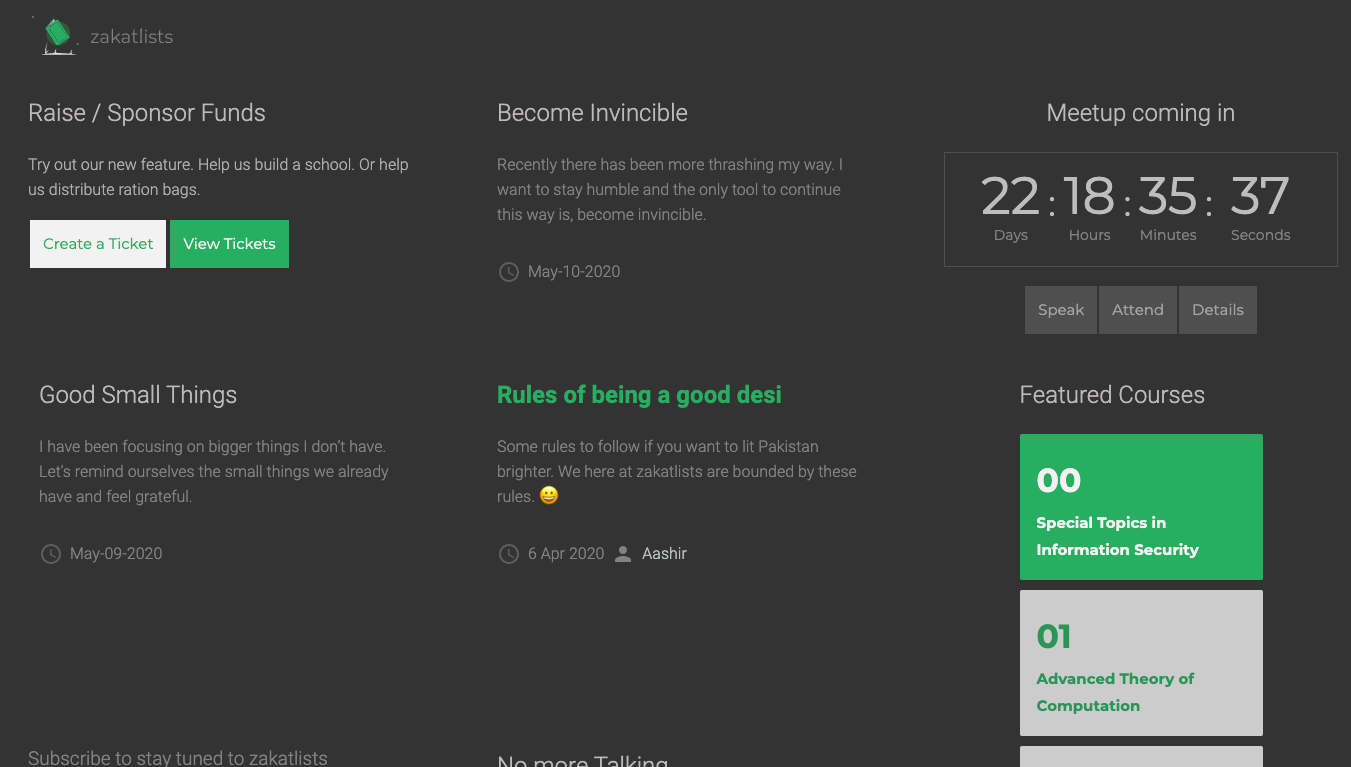 zakatlists
Raise / Sponsor Funds
Try out our new feature. Help us build a school. Or help
us distribute ration bags.
Create a Ticket
View Tickets
Become Invincible
Recently there has been more thrashing my way. I
want to stay humble and the only tool to continue
this way is, become invincible.
May-10-2020
Meetup coming in
22 : 18 : 35 : 37
Days Hours Minutes Seconds
Speak Attend Details
Good Small Things
I have been focusing on bigger things I don’t have.
Let’s remind ourselves the small things we already
have and feel grateful.
May-09-2020
Rules of being a good desi
Some rules to follow if you want to lit Pakistan
brighter. We here at zakatlists are bounded by these
rules. 😀
6 Apr 2020 Aashir
Featured Courses
00
Special Topics in
Information Security
01
Advanced Theory of
Computation
Subscribe to stay tuned to zakatlists
No more Talking